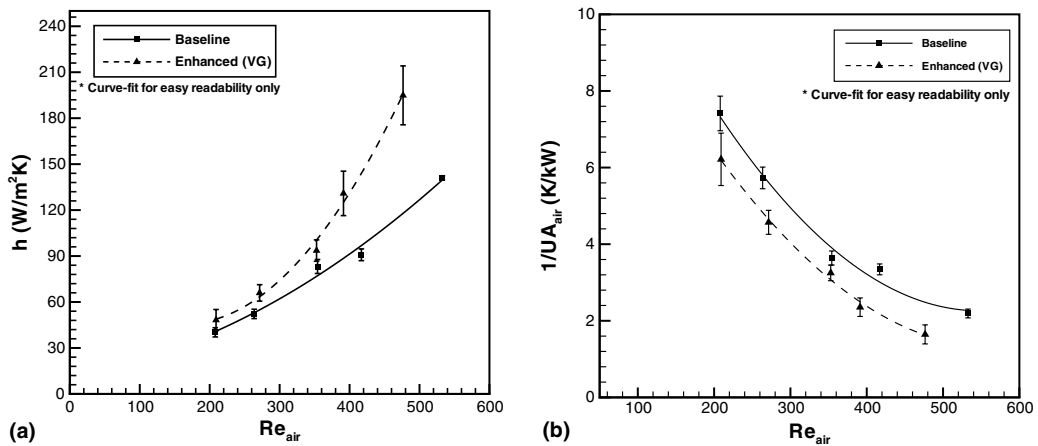 h (W/m²K)
240
210
180
150
120
90
60
30
0
Baseline
Enhanced (VG)
* Curve-fit for easy readability only
0 100 200 300 400 500 600
Re_air
(a)
1/UA_air (K/kW)
10
8
6
4
2
0
Baseline
Enhanced (VG)
* Curve-fit for easy readability only
100 200 300 400 500 600
Re_air
(b)